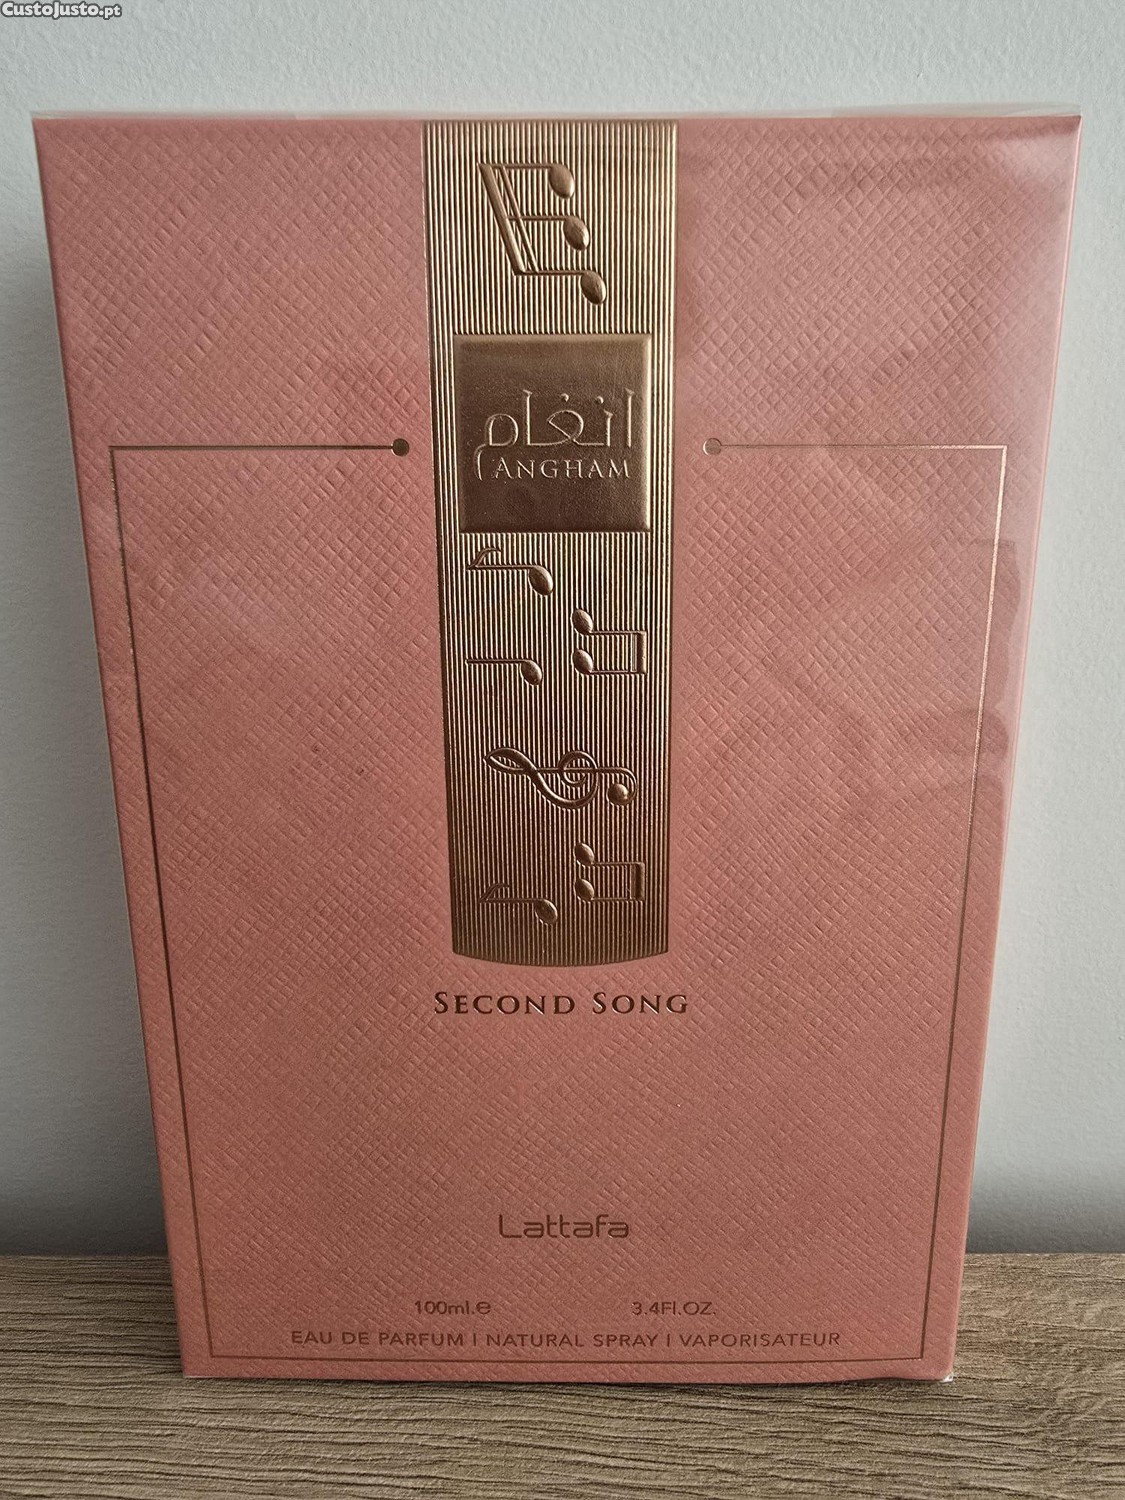 CustoJusto.pt
انغام
ANGHAM
SECOND SONG
Lattafa
100ml.e 3.4Fl.OZ.
EAU DE PARFUM | NATURAL SPRAY | VAPORISATEUR